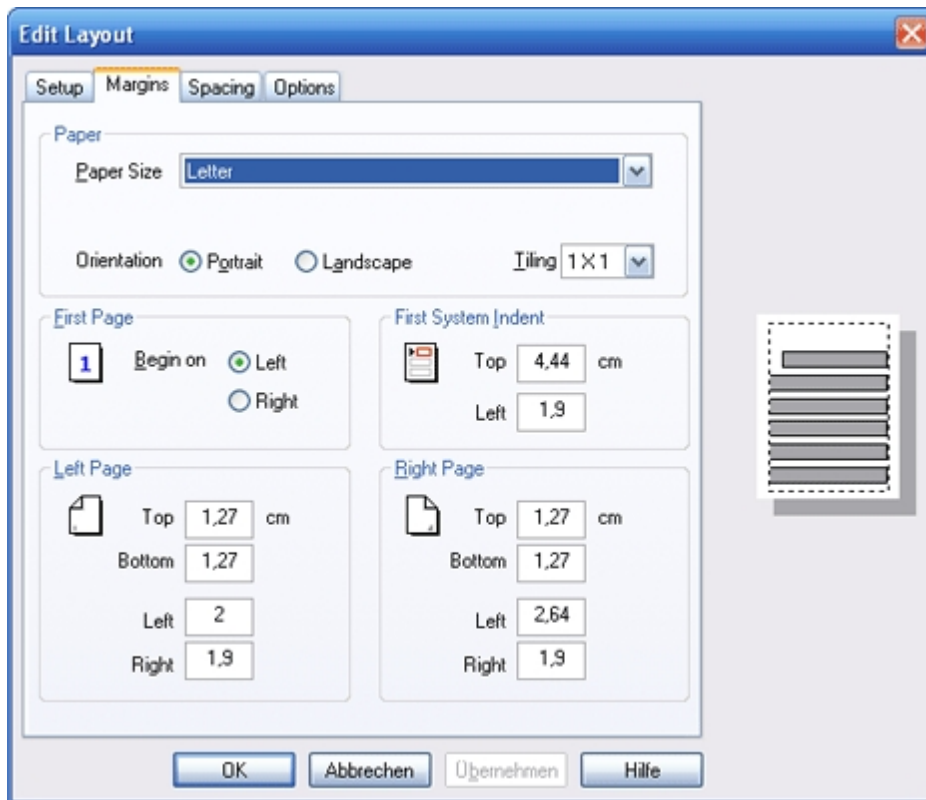 Edit Layout
Setup Margins Spacing Options
Paper
Paper Size Letter
Orientation Portrait Landscape Tiling 1X1
First Page
1 Begin on Left
Right
First System Indent
Top 4,44 cm
Left 1,9
Left Page
Top 1,27 cm
Bottom 1,27
Left 2
Right 1,9
Right Page
Top 1,27 cm
Bottom 1,27
Left 2,64
Right 1,9
OK Abbrechen Übernehmen Hilfe